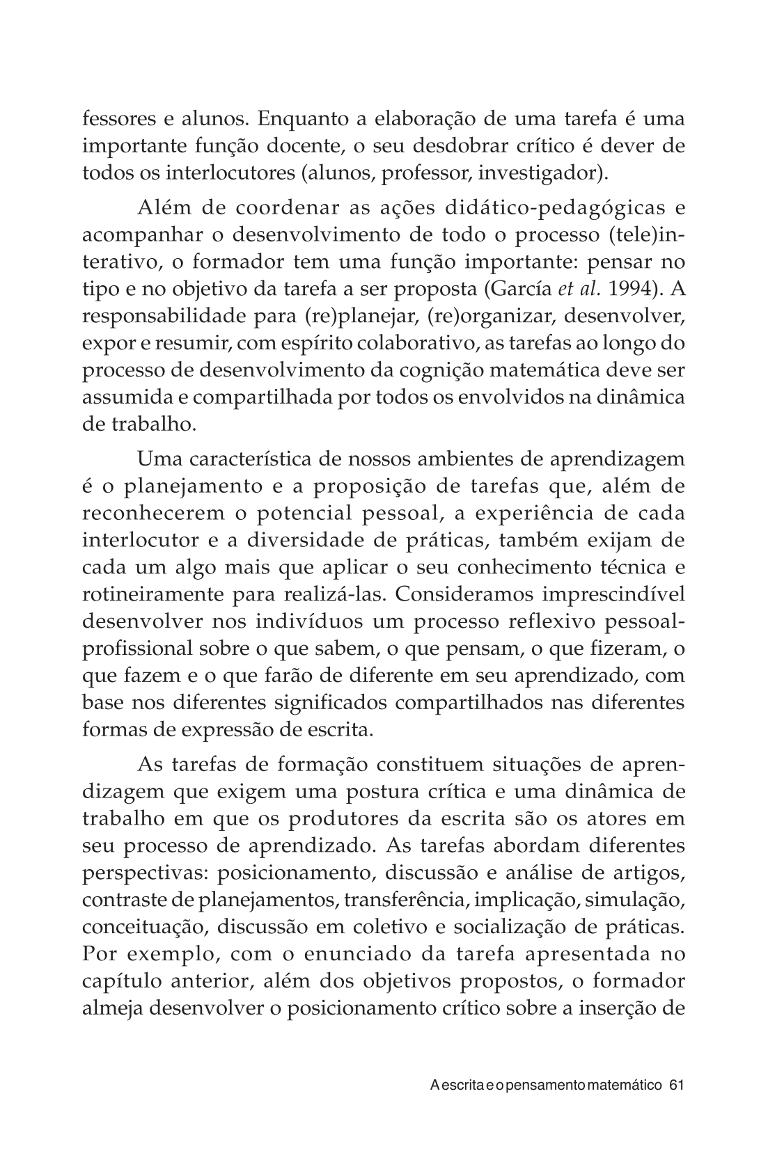 fessores e alunos. Enquanto a elaboração de uma tarefa é uma
importante função docente, o seu desdobrar crítico é dever de
todos os interlocutores (alunos, professor, investigador).
Além de coordenar as ações didático-pedagógicas e
acompanhar o desenvolvimento de todo o processo (tele)in-
terativo, o formador tem uma função importante: pensar no
tipo e no objetivo da tarefa a ser proposta (García et al. 1994). A
responsabilidade para (re)planejar, (re)organizar, desenvolver,
expor e resumir, com espírito colaborativo, as tarefas ao longo do
processo de desenvolvimento da cognição matemática deve ser
assumida e compartilhada por todos os envolvidos na dinâmica
de trabalho.
Uma característica de nossos ambientes de aprendizagem
é o planejamento e a proposição de tarefas que, além de
reconhecerem o potencial pessoal, a experiência de cada
interlocutor e a diversidade de práticas, também exijam de
cada um algo mais que aplicar o seu conhecimento técnica e
rotineiramente para realizá-las. Consideramos imprescindível
desenvolver nos indivíduos um processo reflexivo pessoal-
profissional sobre o que sabem, o que pensam, o que fizeram, o
que fazem e o que farão de diferente em seu aprendizado, com
base nos diferentes significados compartilhados nas diferentes
formas de expressão de escrita.
As tarefas de formação constituem situações de apren-
dizagem que exigem uma postura crítica e uma dinâmica de
trabalho em que os produtores da escrita são os atores em
seu processo de aprendizado. As tarefas abordam diferentes
perspectivas: posicionamento, discussão e análise de artigos,
contraste de planejamentos, transferência, implicação, simulação,
conceituação, discussão em coletivo e socialização de práticas.
Por exemplo, com o enunciado da tarefa apresentada no
capítulo anterior, além dos objetivos propostos, o formador
almeja desenvolver o posicionamento crítico sobre a inserção de
A escrita e o pensamento matemático 61